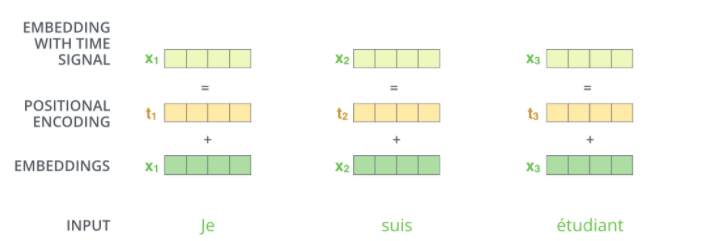 EMBEDDING
WITH TIME
SIGNAL
x₁ x₂ x₃
= = =
POSITIONAL
ENCODING
t₁ t₂ t₃
+ + +
EMBEDDINGS x₁ x₂ x₃
INPUT Je suis étudiant